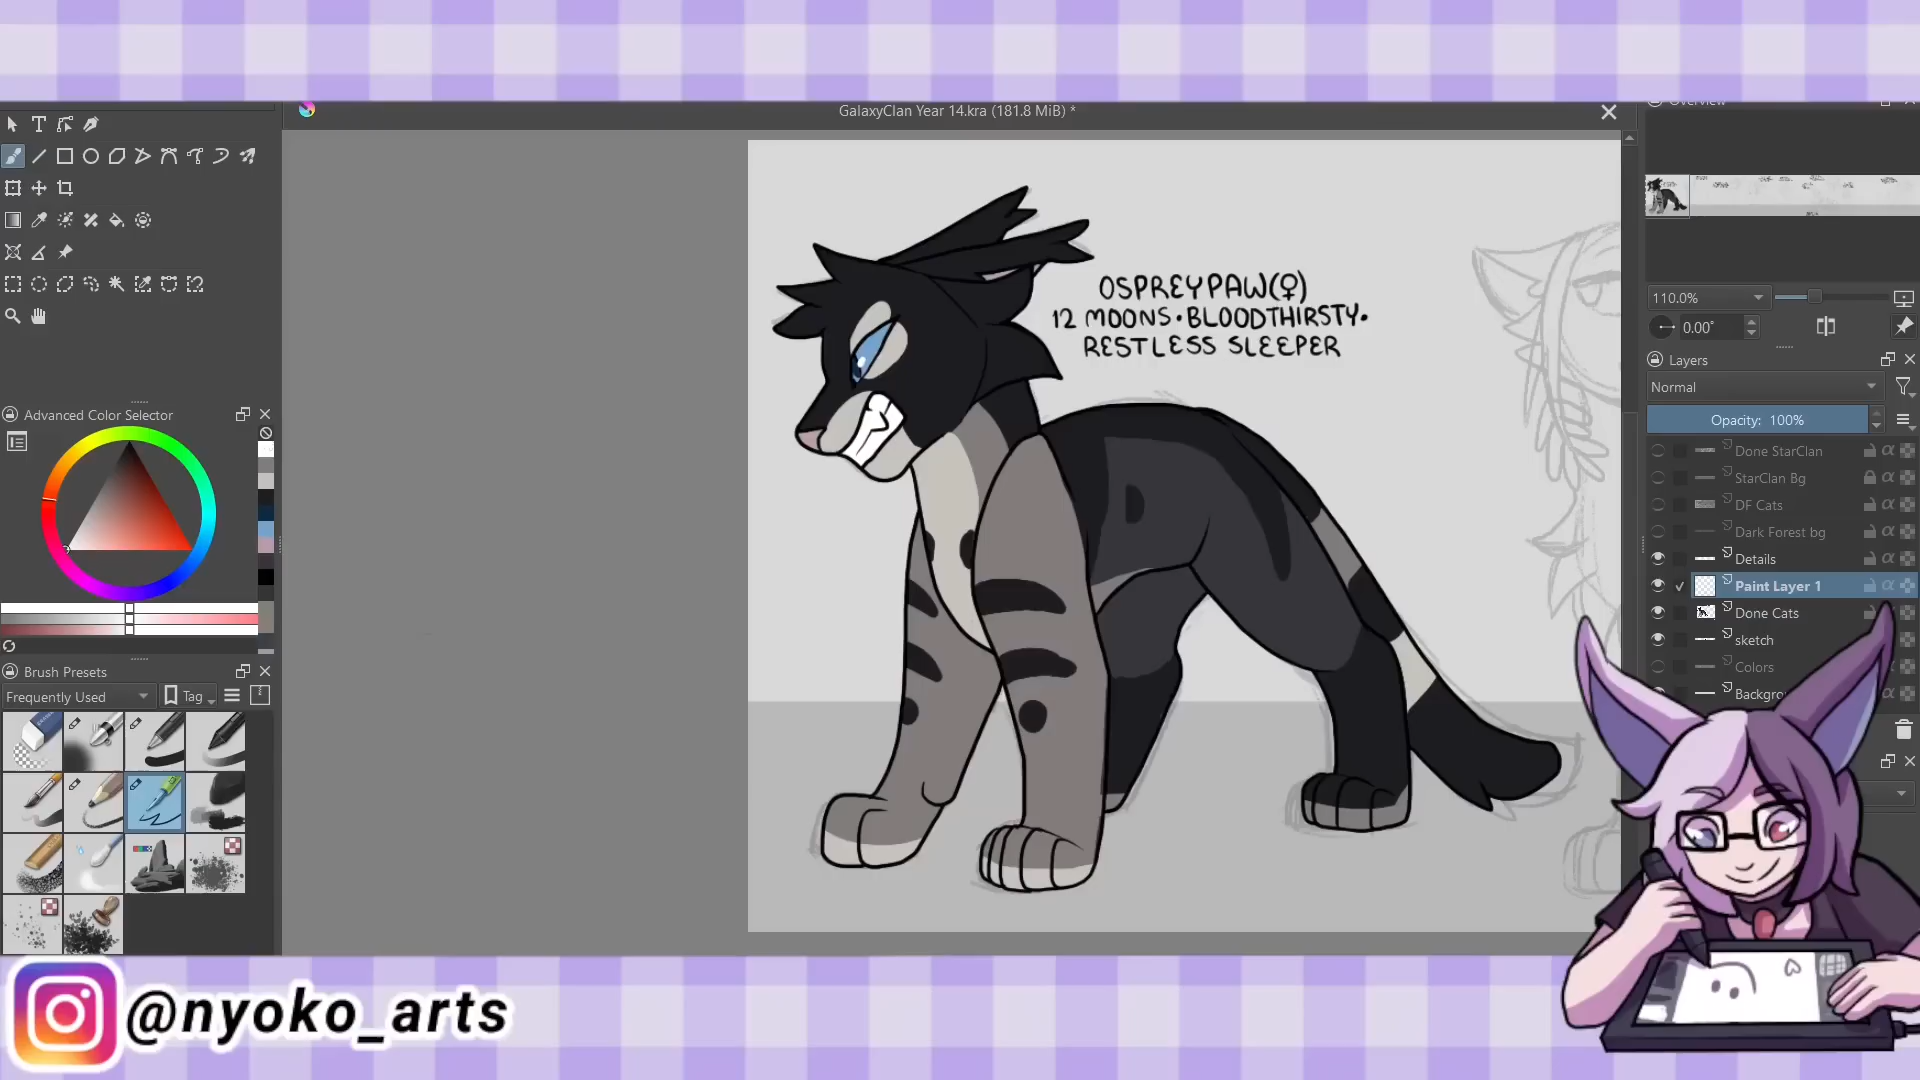 GalaxyClan Year 14.kra (181.8 MiB) *
OSPREYPAW(♀)
12 MOONS•BLOODTHIRSTY•
RESTLESS SLEEPER
Advanced Color Selector
Brush Presets
Frequently Used
Tag
Overview
110.0%
0.00°
Layers
Normal
Opacity: 100%
Done StarClan
StarClan Bg
DF Cats
Dark Forest bg
Details
Paint Layer 1
Done Cats
sketch
Colors
Backgrou
@nyoko_arts